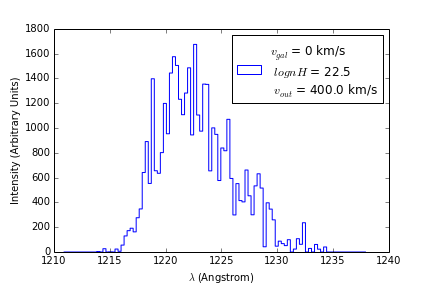 1800
1600
1400
1200
1000
800
600
400
200
0
Intensity (Arbitrary Units)
v_gal = 0 km/s
lognH = 22.5
v_out = 400.0 km/s
1210 1215 1220 1225 1230 1235 1240
λ (Angstrom)